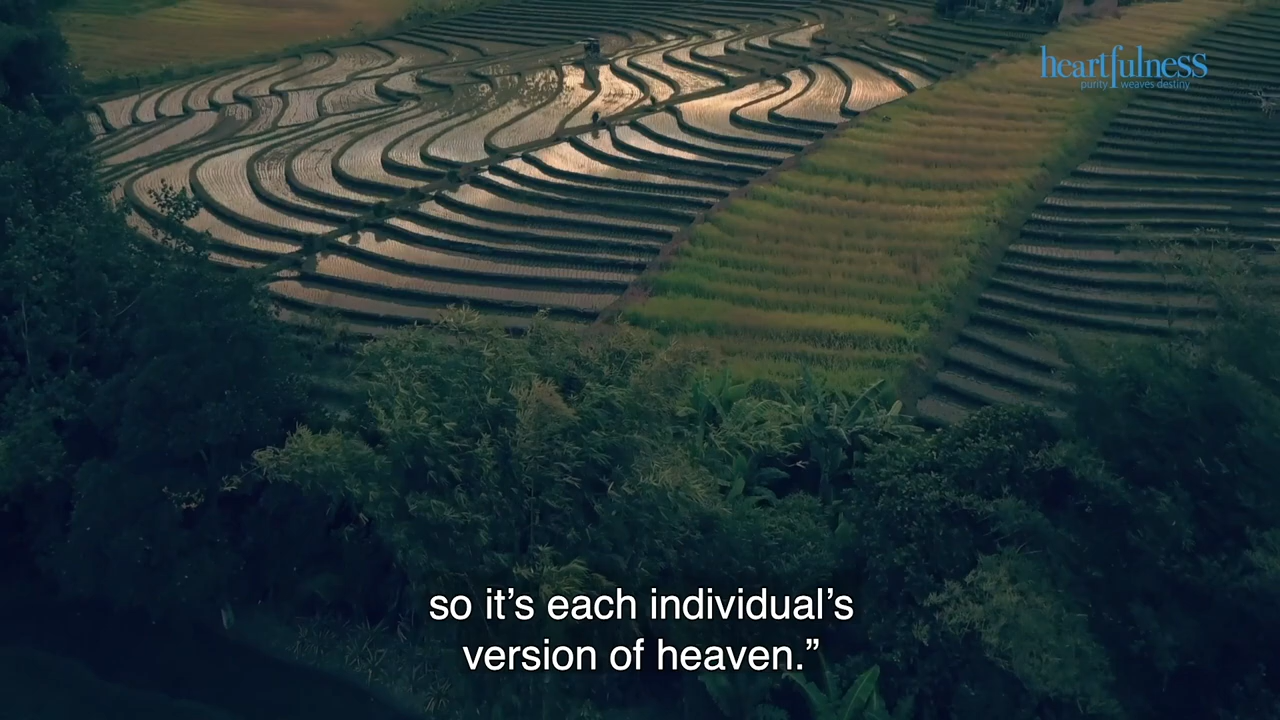 heartfulness
purity weaves destiny
so it’s each individual’s
version of heaven.”